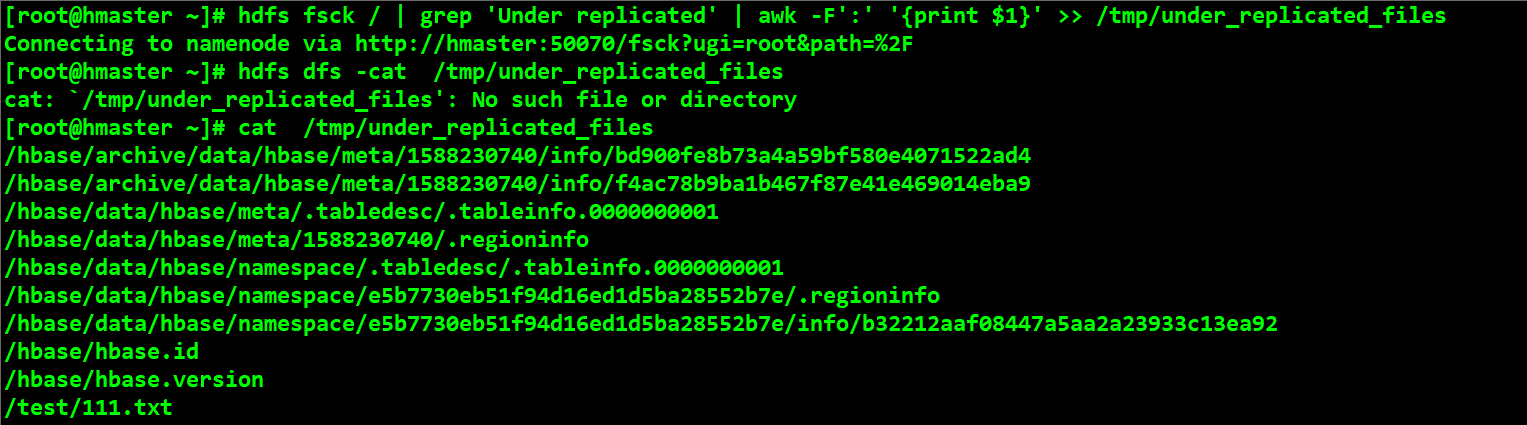 [root@hmaster ~]# hdfs fsck / | grep 'Under replicated' | awk -F':' '{print $1}' >> /tmp/under_replicated_files
Connecting to namenode via http://hmaster:50070/fsck?ugi=root&path=%2F
[root@hmaster ~]# hdfs dfs -cat  /tmp/under_replicated_files
cat: `/tmp/under_replicated_files': No such file or directory
[root@hmaster ~]# cat  /tmp/under_replicated_files
/hbase/archive/data/hbase/meta/1588230740/info/bd900fe8b73a4a59bf580e4071522ad4
/hbase/archive/data/hbase/meta/1588230740/info/f4ac78b9ba1b467f87e41e469014eba9
/hbase/data/hbase/meta/.tabledesc/.tableinfo.0000000001
/hbase/data/hbase/meta/1588230740/.regioninfo
/hbase/data/hbase/namespace/.tabledesc/.tableinfo.0000000001
/hbase/data/hbase/namespace/e5b7730eb51f94d16ed1d5ba28552b7e/.regioninfo
/hbase/data/hbase/namespace/e5b7730eb51f94d16ed1d5ba28552b7e/info/b32212aaf08447a5aa2a23933c13ea92
/hbase/hbase.id
/hbase/hbase.version
/test/111.txt